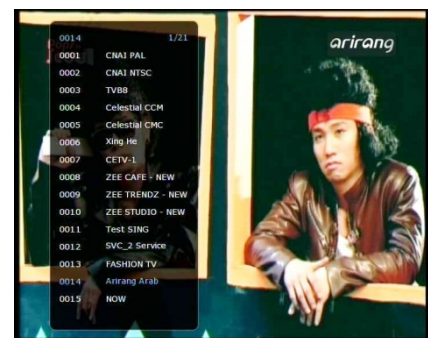 0014 1/21
arirang
0001 CNAI PAL
0002 CNAI NTSC
0003 TVB8
0004 Celestial CCM
0005 Celestial CMC
0006 Xing He
0007 CETV-1
0008 ZEE CAFE - NEW
0009 ZEE TRENDZ - NEW
0010 ZEE STUDIO - NEW
0011 Test SING
0012 SVC_2 Service
0013 FASHION TV
0014 Arirang Arab
0015 NOW